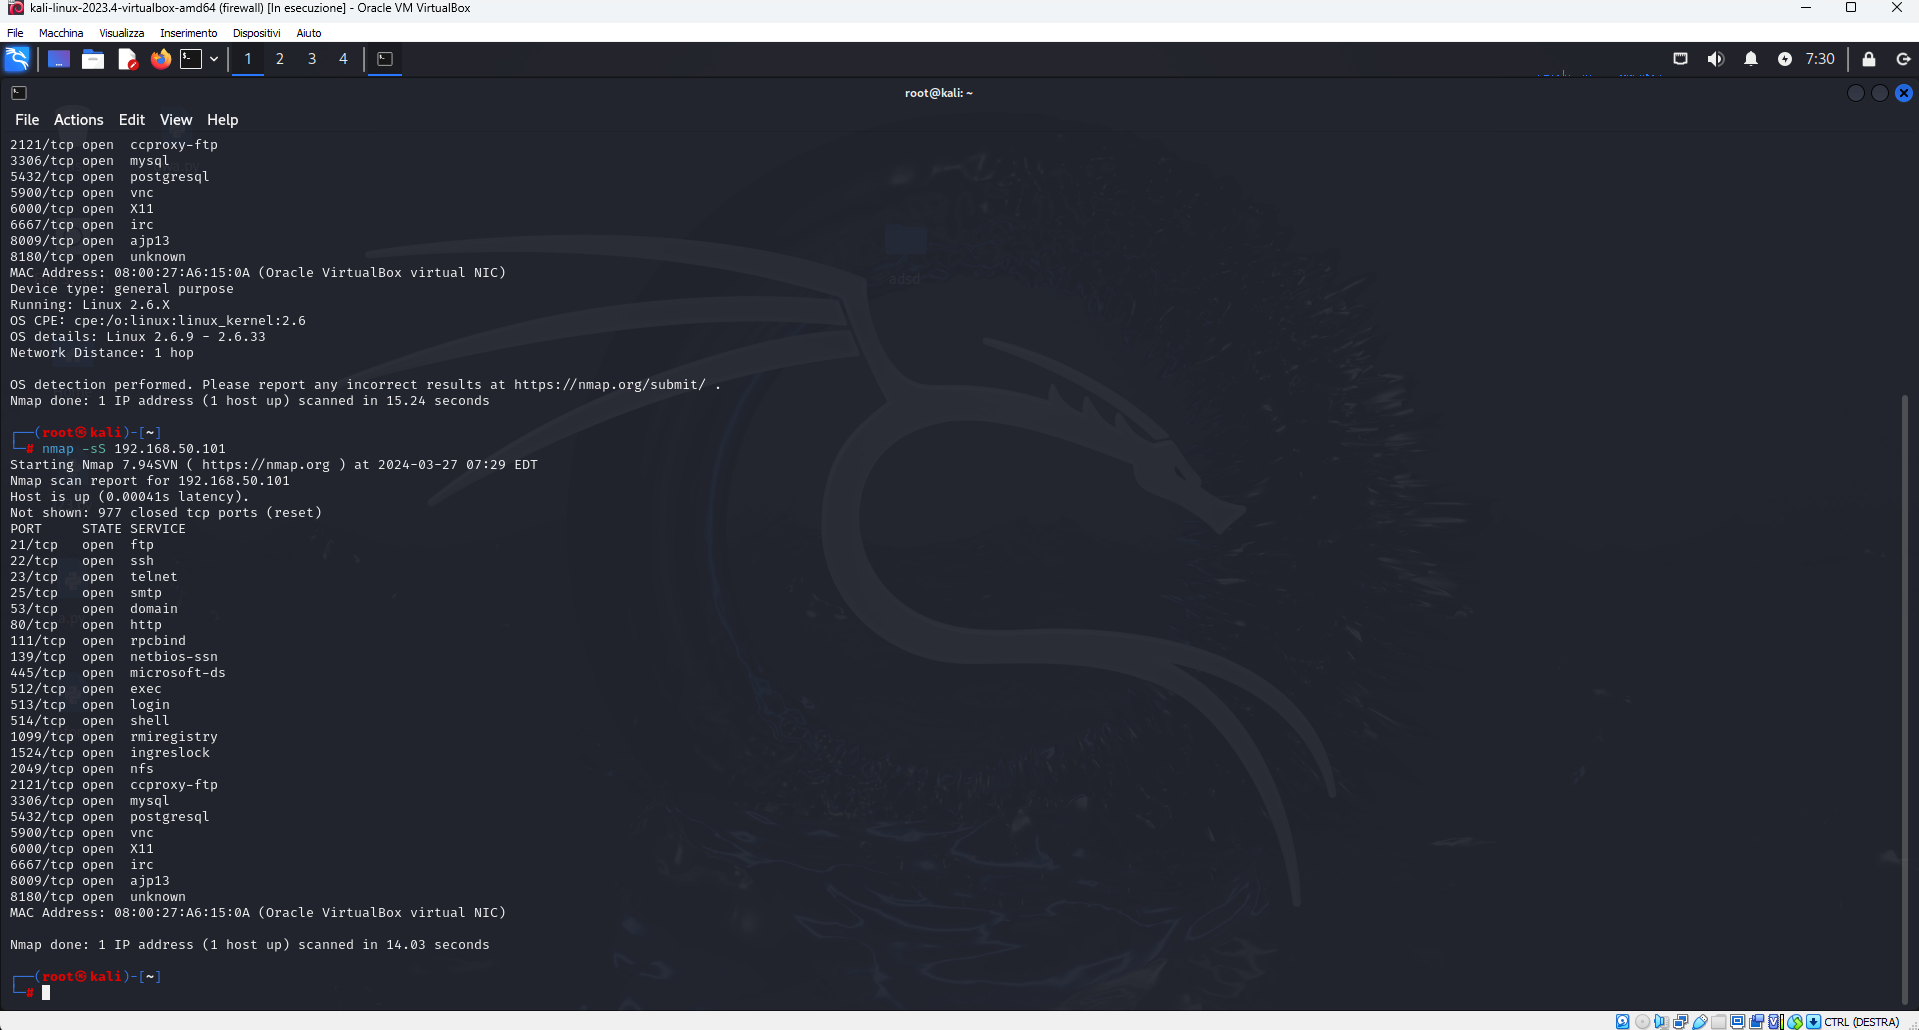 kali-linux-2023.4-virtualbox-amd64 (firewall) [In esecuzione] - Oracle VM VirtualBox
File Macchina Visualizza Inserimento Dispositivi Aiuto
1 2 3 4 7:30
root@kali: ~
File Actions Edit View Help
2121/tcp open  ccproxy-ftp
3306/tcp open  mysql
5432/tcp open  postgresql
5900/tcp open  vnc
6000/tcp open  X11
6667/tcp open  irc
8009/tcp open  ajp13
8180/tcp open  unknown
MAC Address: 08:00:27:A6:15:0A (Oracle VirtualBox virtual NIC)
adsd
Device type: general purpose
Running: Linux 2.6.X
OS CPE: cpe:/o:linux:linux_kernel:2.6
OS details: Linux 2.6.9 - 2.6.33
Network Distance: 1 hop
OS detection performed. Please report any incorrect results at https://nmap.org/submit/ .
Nmap done: 1 IP address (1 host up) scanned in 15.24 seconds
┌──(root㉿kali)-[~]
└─# nmap -sS 192.168.50.101
Starting Nmap 7.94SVN ( https://nmap.org ) at 2024-03-27 07:29 EDT
Nmap scan report for 192.168.50.101
Host is up (0.00041s latency).
Not shown: 977 closed tcp ports (reset)
PORT     STATE SERVICE
21/tcp   open  ftp
22/tcp   open  ssh
23/tcp   open  telnet
25/tcp   open  smtp
53/tcp   open  domain
80/tcp   open  http
111/tcp  open  rpcbind
139/tcp  open  netbios-ssn
445/tcp  open  microsoft-ds
512/tcp  open  exec
513/tcp  open  login
514/tcp  open  shell
1099/tcp open  rmiregistry
1524/tcp open  ingreslock
2049/tcp open  nfs
2121/tcp open  ccproxy-ftp
3306/tcp open  mysql
5432/tcp open  postgresql
5900/tcp open  vnc
6000/tcp open  X11
6667/tcp open  irc
8009/tcp open  ajp13
8180/tcp open  unknown
MAC Address: 08:00:27:A6:15:0A (Oracle VirtualBox virtual NIC)
Nmap done: 1 IP address (1 host up) scanned in 14.03 seconds
┌──(root㉿kali)-[~]
└─#
CTRL (DESTRA)